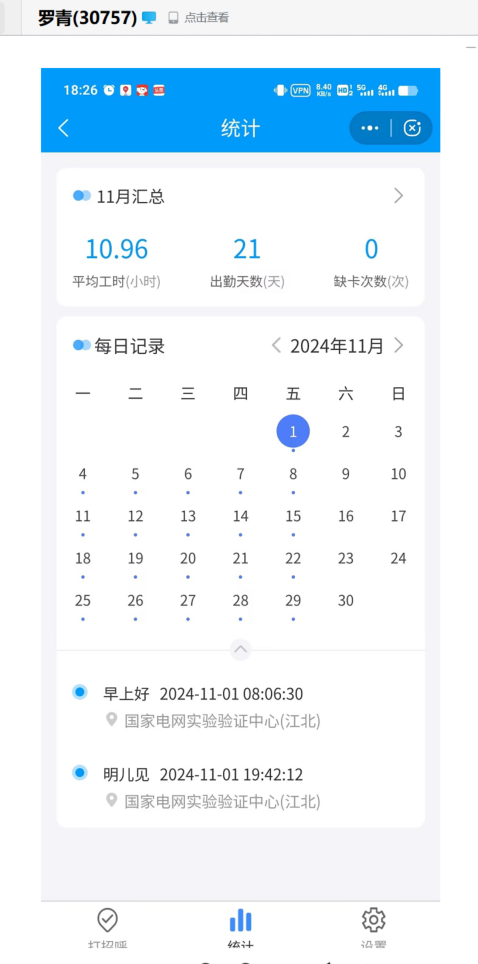 罗青(30757) 点击查看
18:26 VPN 8.40 KB/s HD 1 2 5G 4G
统计
11月汇总
10.96 21 0
平均工时(小时) 出勤天数(天) 缺卡次数(次)
每日记录 2024年11月
一 二 三 四 五 六 日
1 2 3
4 5 6 7 8 9 10
11 12 13 14 15 16 17
18 19 20 21 22 23 24
25 26 27 28 29 30
早上好 2024-11-01 08:06:30
国家电网实验验证中心(江北)
明儿见 2024-11-01 19:42:12
国家电网实验验证中心(江北)
打招呼 统计 设置